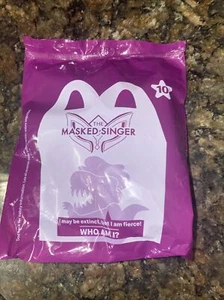 10
THE
MASKED SINGER
I may be extinct, but I am fierce!
WHO AM I?